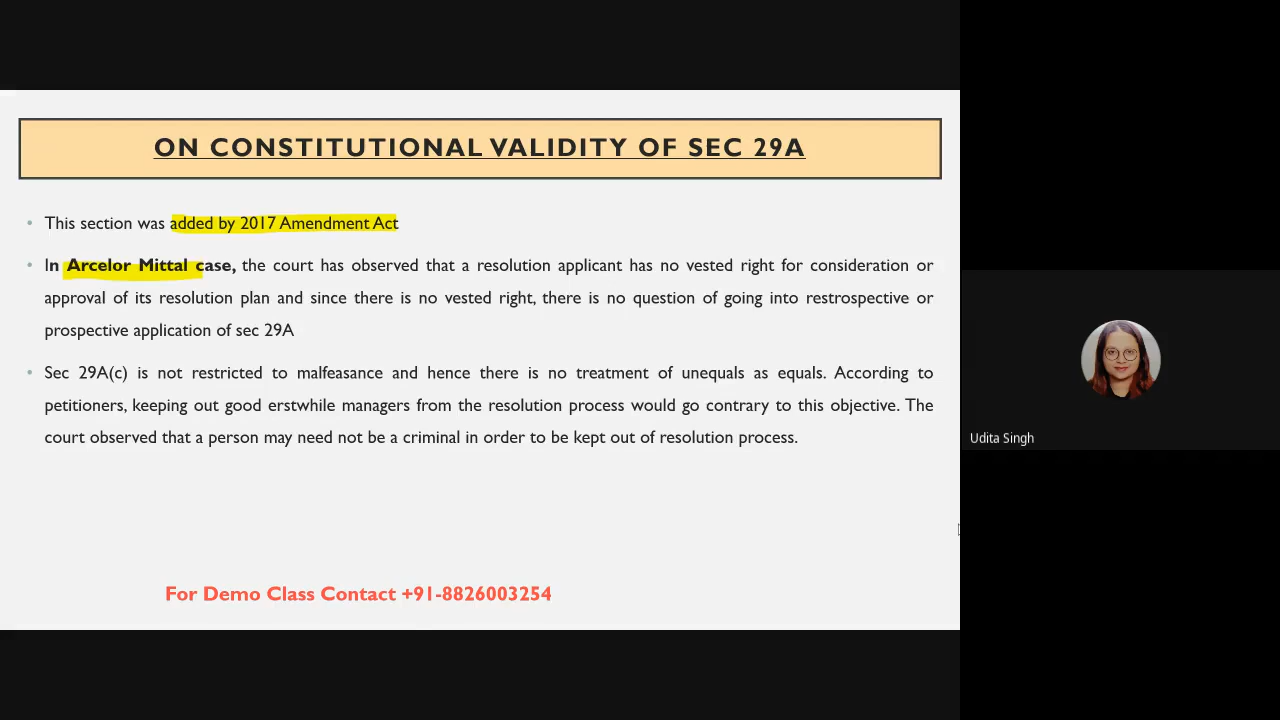 ON CONSTITUTIONAL VALIDITY OF SEC 29A
• This section was added by 2017 Amendment Act
• In Arcelor Mittal case, the court has observed that a resolution applicant has no vested right for consideration or
approval of its resolution plan and since there is no vested right, there is no question of going into restrospective or
prospective application of sec 29A
• Sec 29A(c) is not restricted to malfeasance and hence there is no treatment of unequals as equals. According to
petitioners, keeping out good erstwhile managers from the resolution process would go contrary to this objective. The
court observed that a person may need not be a criminal in order to be kept out of resolution process.
Udita Singh
For Demo Class Contact +91-8826003254